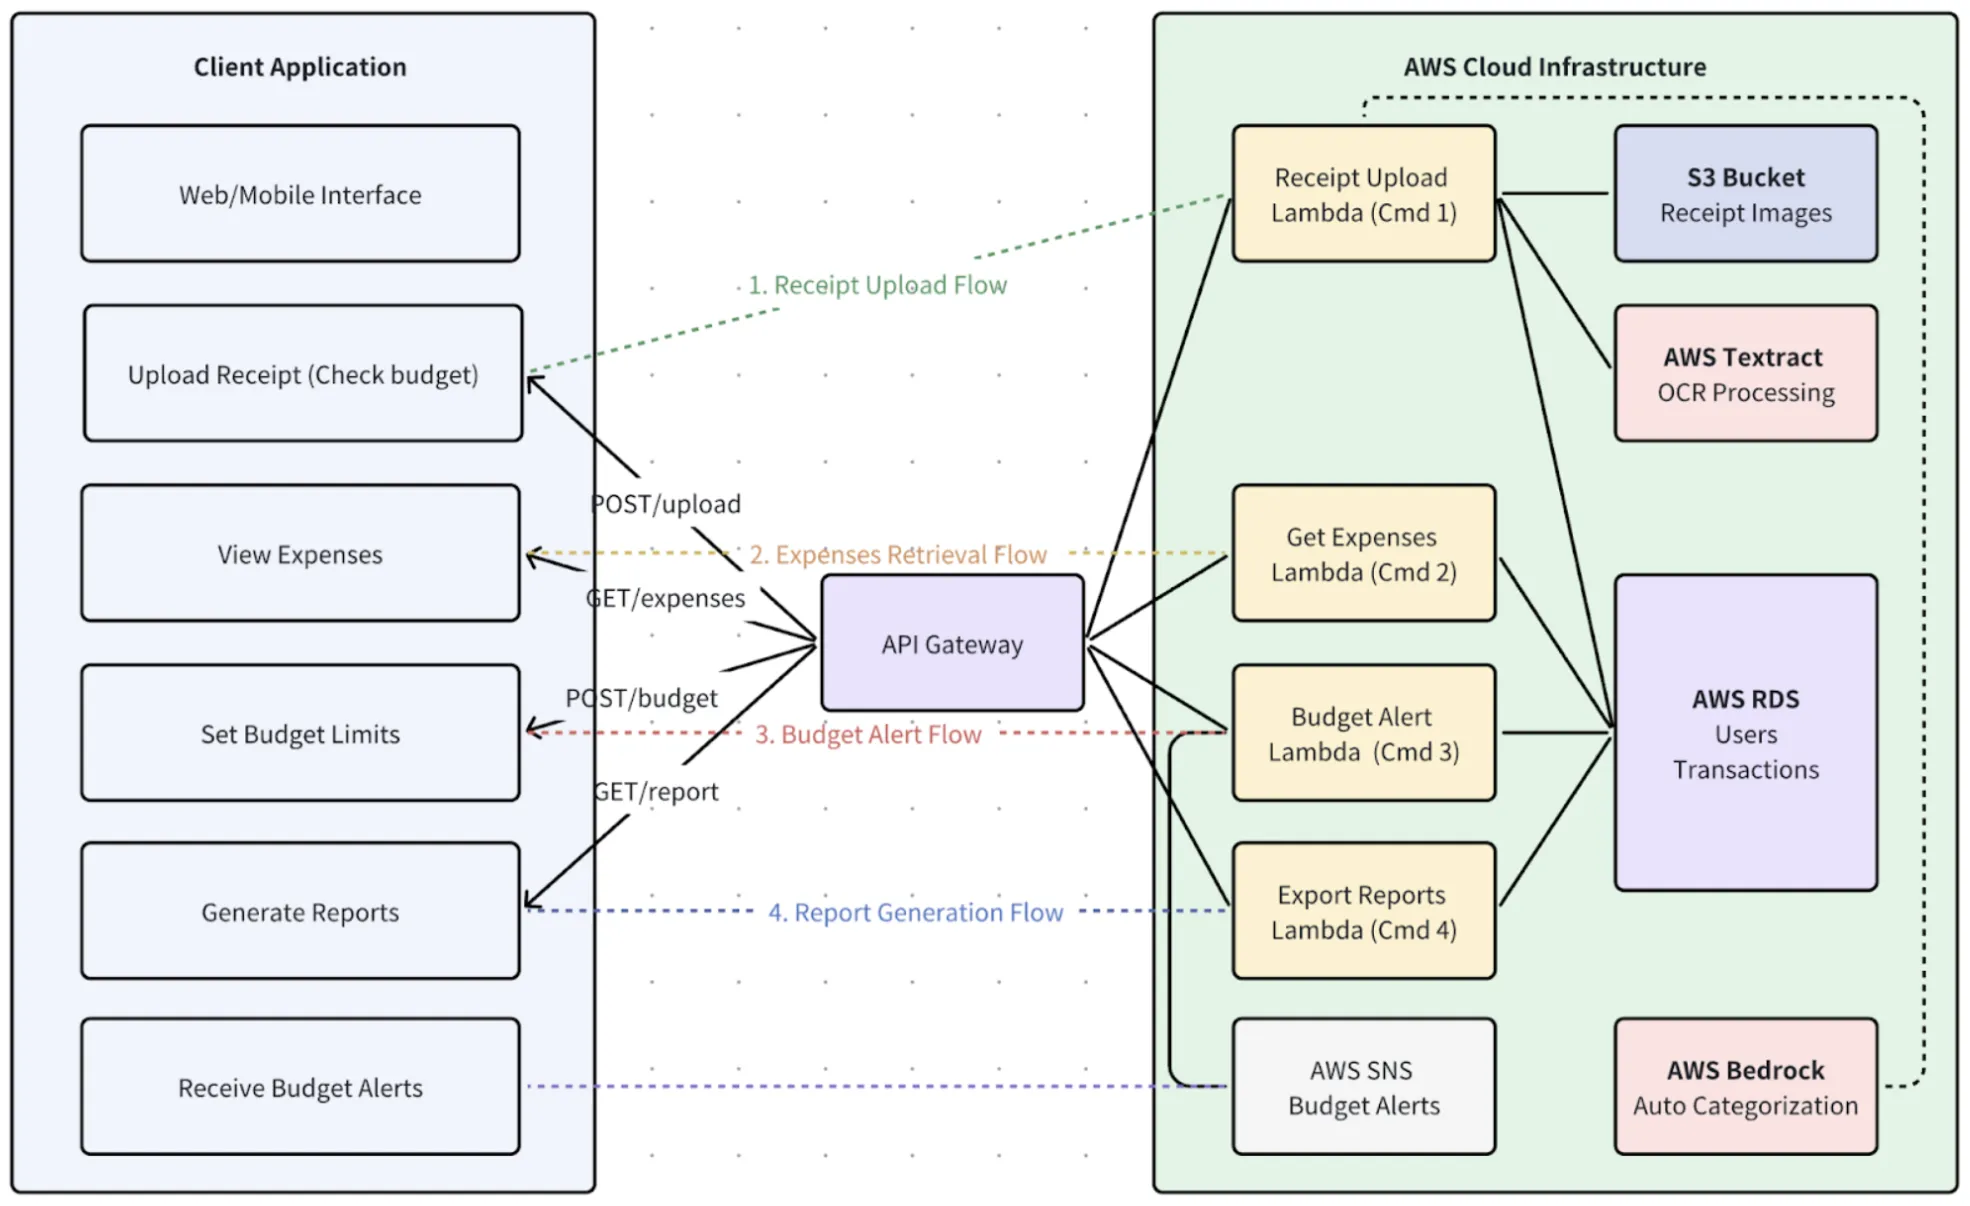 Client Application
Web/Mobile Interface
Upload Receipt (Check budget)
View Expenses
Set Budget Limits
Generate Reports
Receive Budget Alerts
1. Receipt Upload Flow
POST/upload
2. Expenses Retrieval Flow
GET/expenses
API Gateway
POST/budget
3. Budget Alert Flow
GET/report
4. Report Generation Flow
AWS Cloud Infrastructure
Receipt Upload
Lambda (Cmd 1)
Get Expenses
Lambda (Cmd 2)
Budget Alert
Lambda (Cmd 3)
Export Reports
Lambda (Cmd 4)
AWS SNS
Budget Alerts
S3 Bucket
Receipt Images
AWS Textract
OCR Processing
AWS RDS
Users
Transactions
AWS Bedrock
Auto Categorization